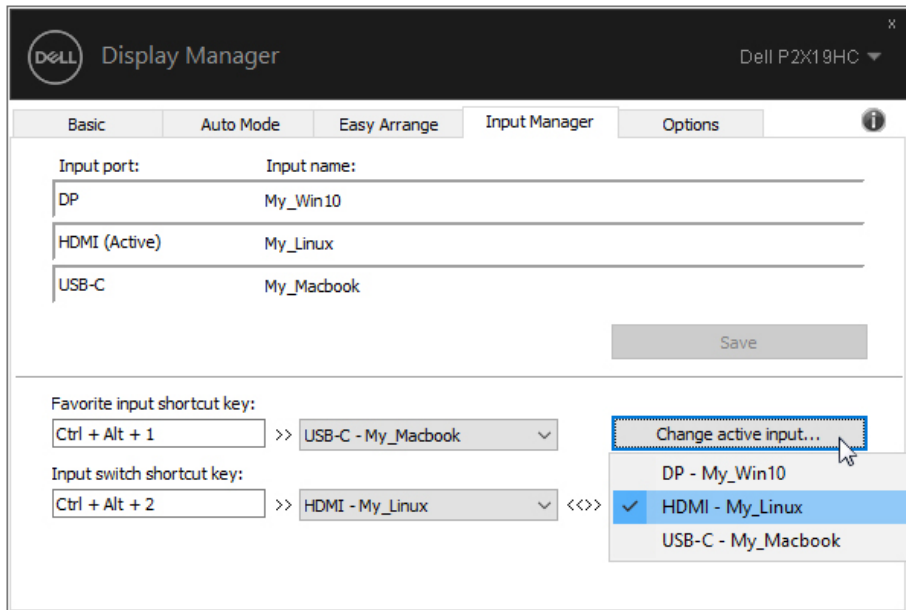 x
DELL Display Manager Dell P2X19HC
Basic Auto Mode Easy Arrange Input Manager Options i
Input port: Input name:
DP My_Win10
HDMI (Active) My_Linux
USB-C My_Macbook
Save
Favorite input shortcut key:
Ctrl + Alt + 1 >> USB-C - My_Macbook Change active input...
Input switch shortcut key:
DP - My_Win10
Ctrl + Alt + 2 >> HDMI - My_Linux <<>> HDMI - My_Linux
USB-C - My_Macbook